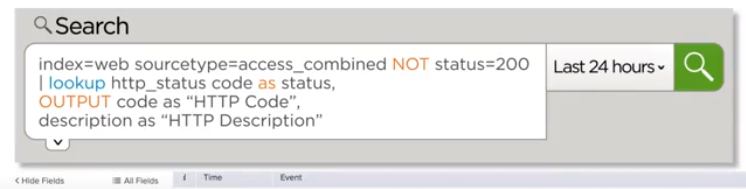 Search
index=web sourcetype=access_combined NOT status=200
| lookup http_status code as status,
OUTPUT code as “HTTP Code”,
description as “HTTP Description”
Last 24 hours
< Hide Fields
All Fields
i
Time
Event